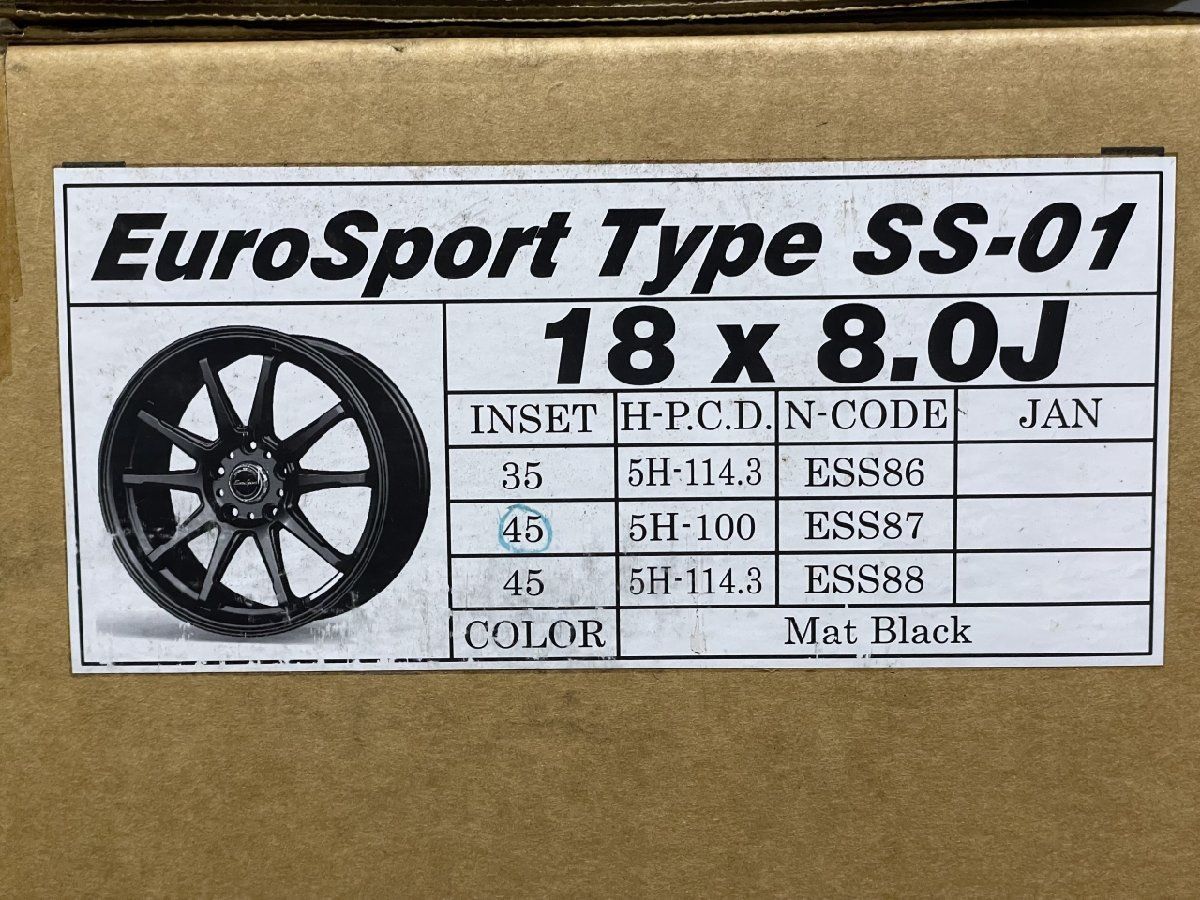 EuroSport Type SS-01
18 x 8.0J
INSET H-P.C.D. N-CODE JAN
35 5H-114.3 ESS86
45 5H-100 ESS87
45 5H-114.3 ESS88
COLOR Mat Black
EuroSport